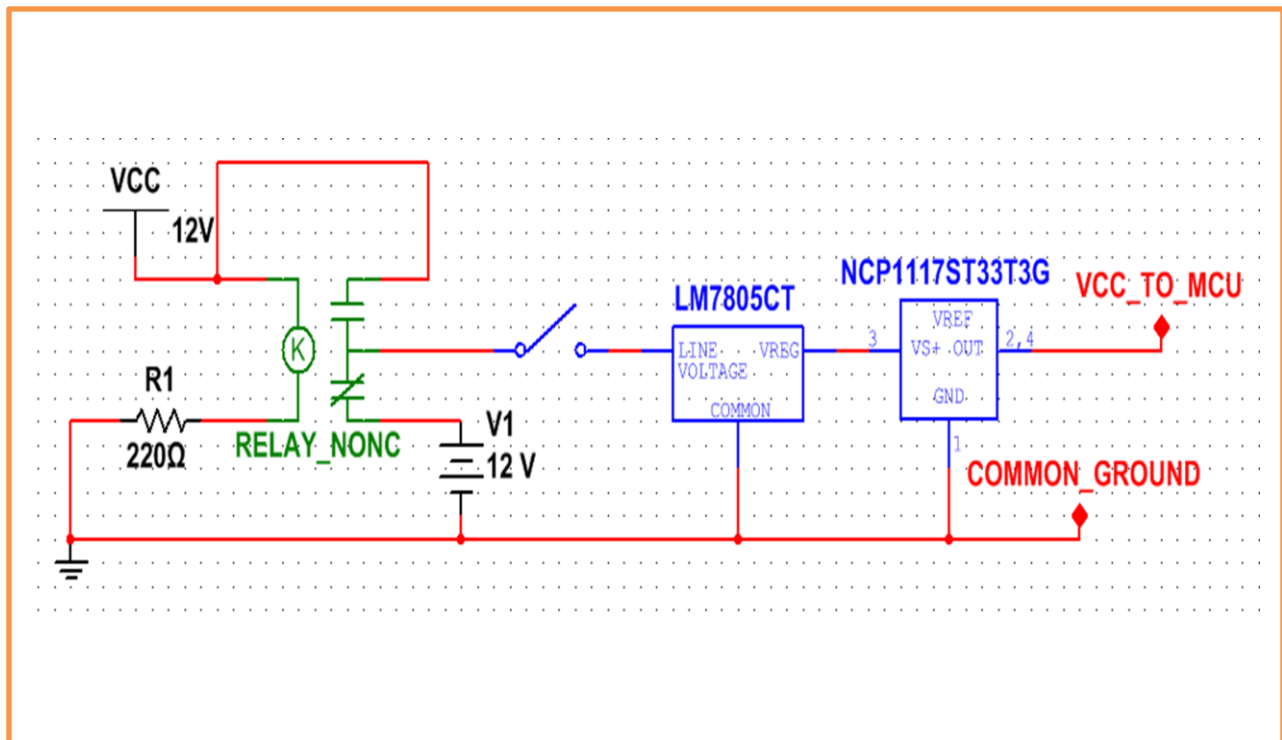 VCC
12V
K
R1
220Ω
RELAY_NONC
V1
12 V
LM7805CT
LINE VREG
VOLTAGE
COMMON
NCP1117ST33T3G
VREF
3
VS+ OUT
2,4
GND
1
VCC_TO_MCU
COMMON_GROUND